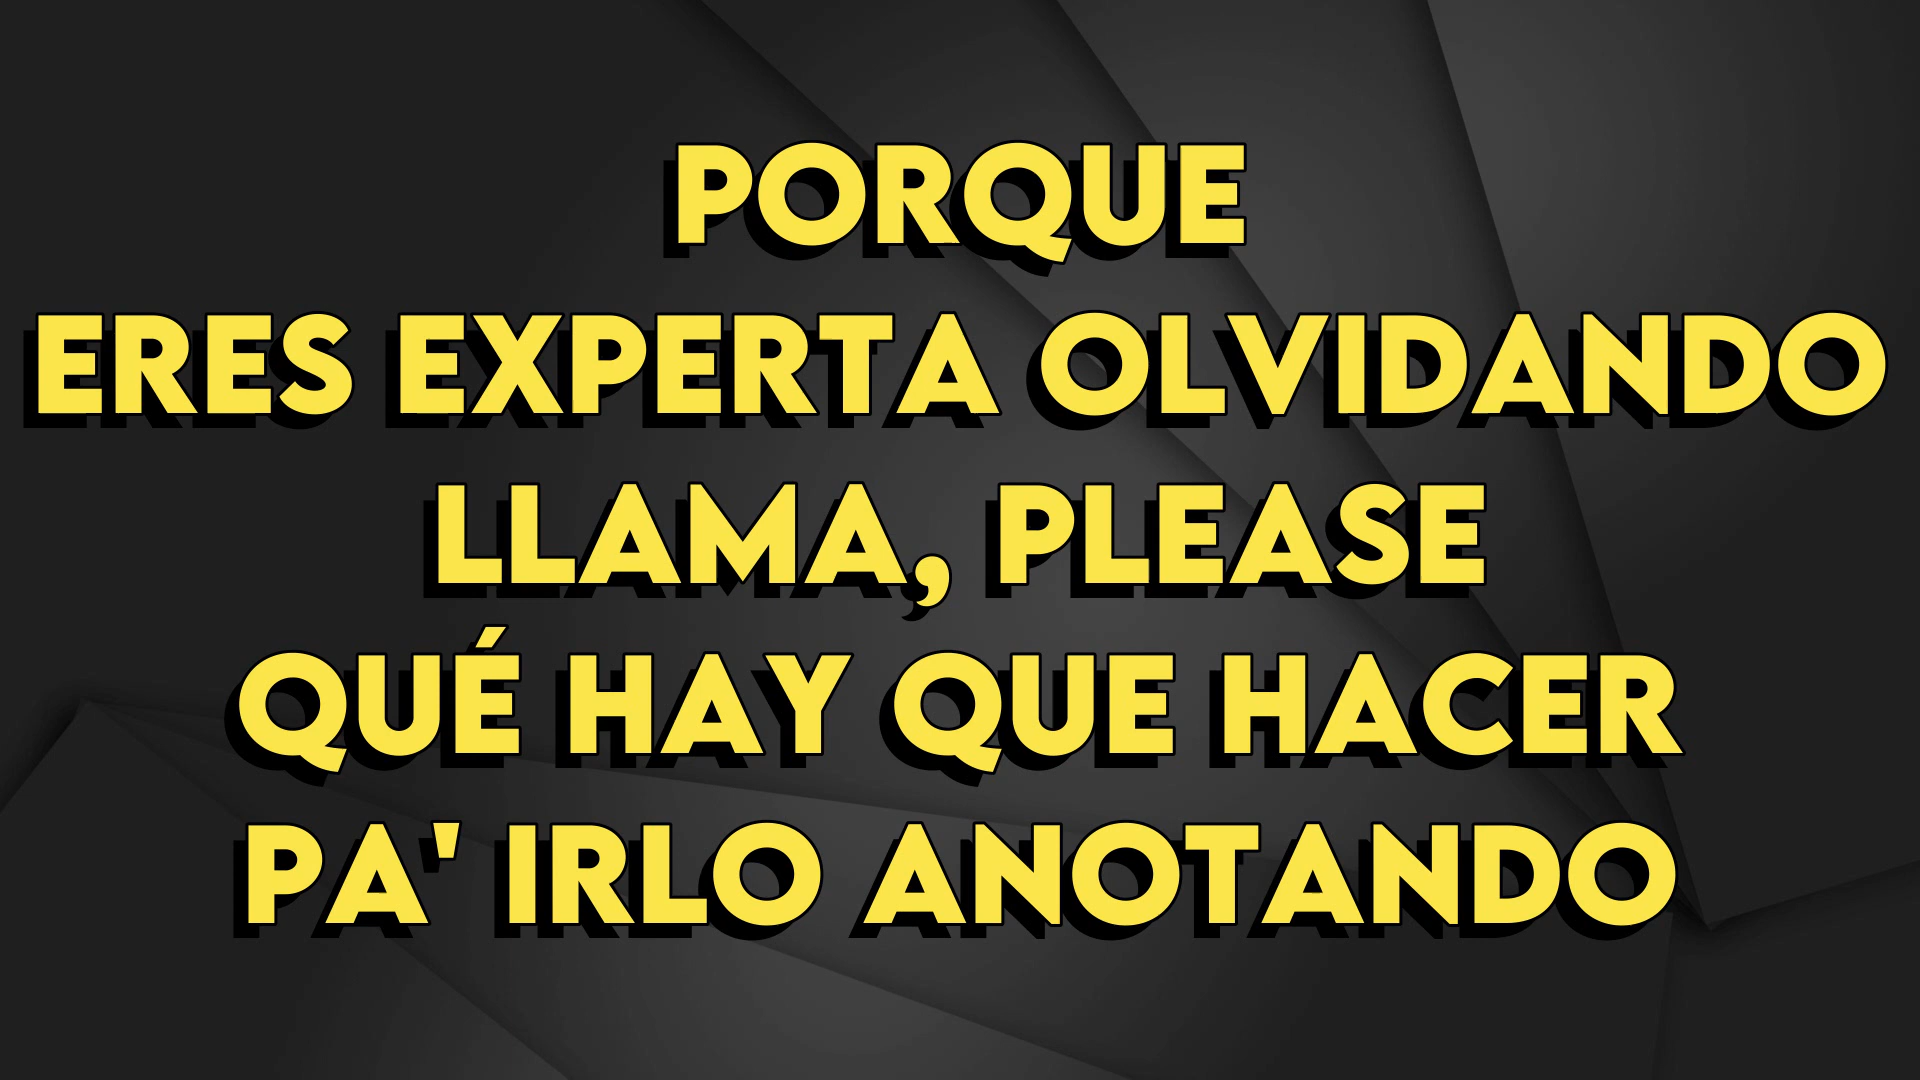 PORQUE
ERES EXPERTA OLVIDANDO
LLAMA, PLEASE
QUÉ HAY QUE HACER
PA' IRLO ANOTANDO